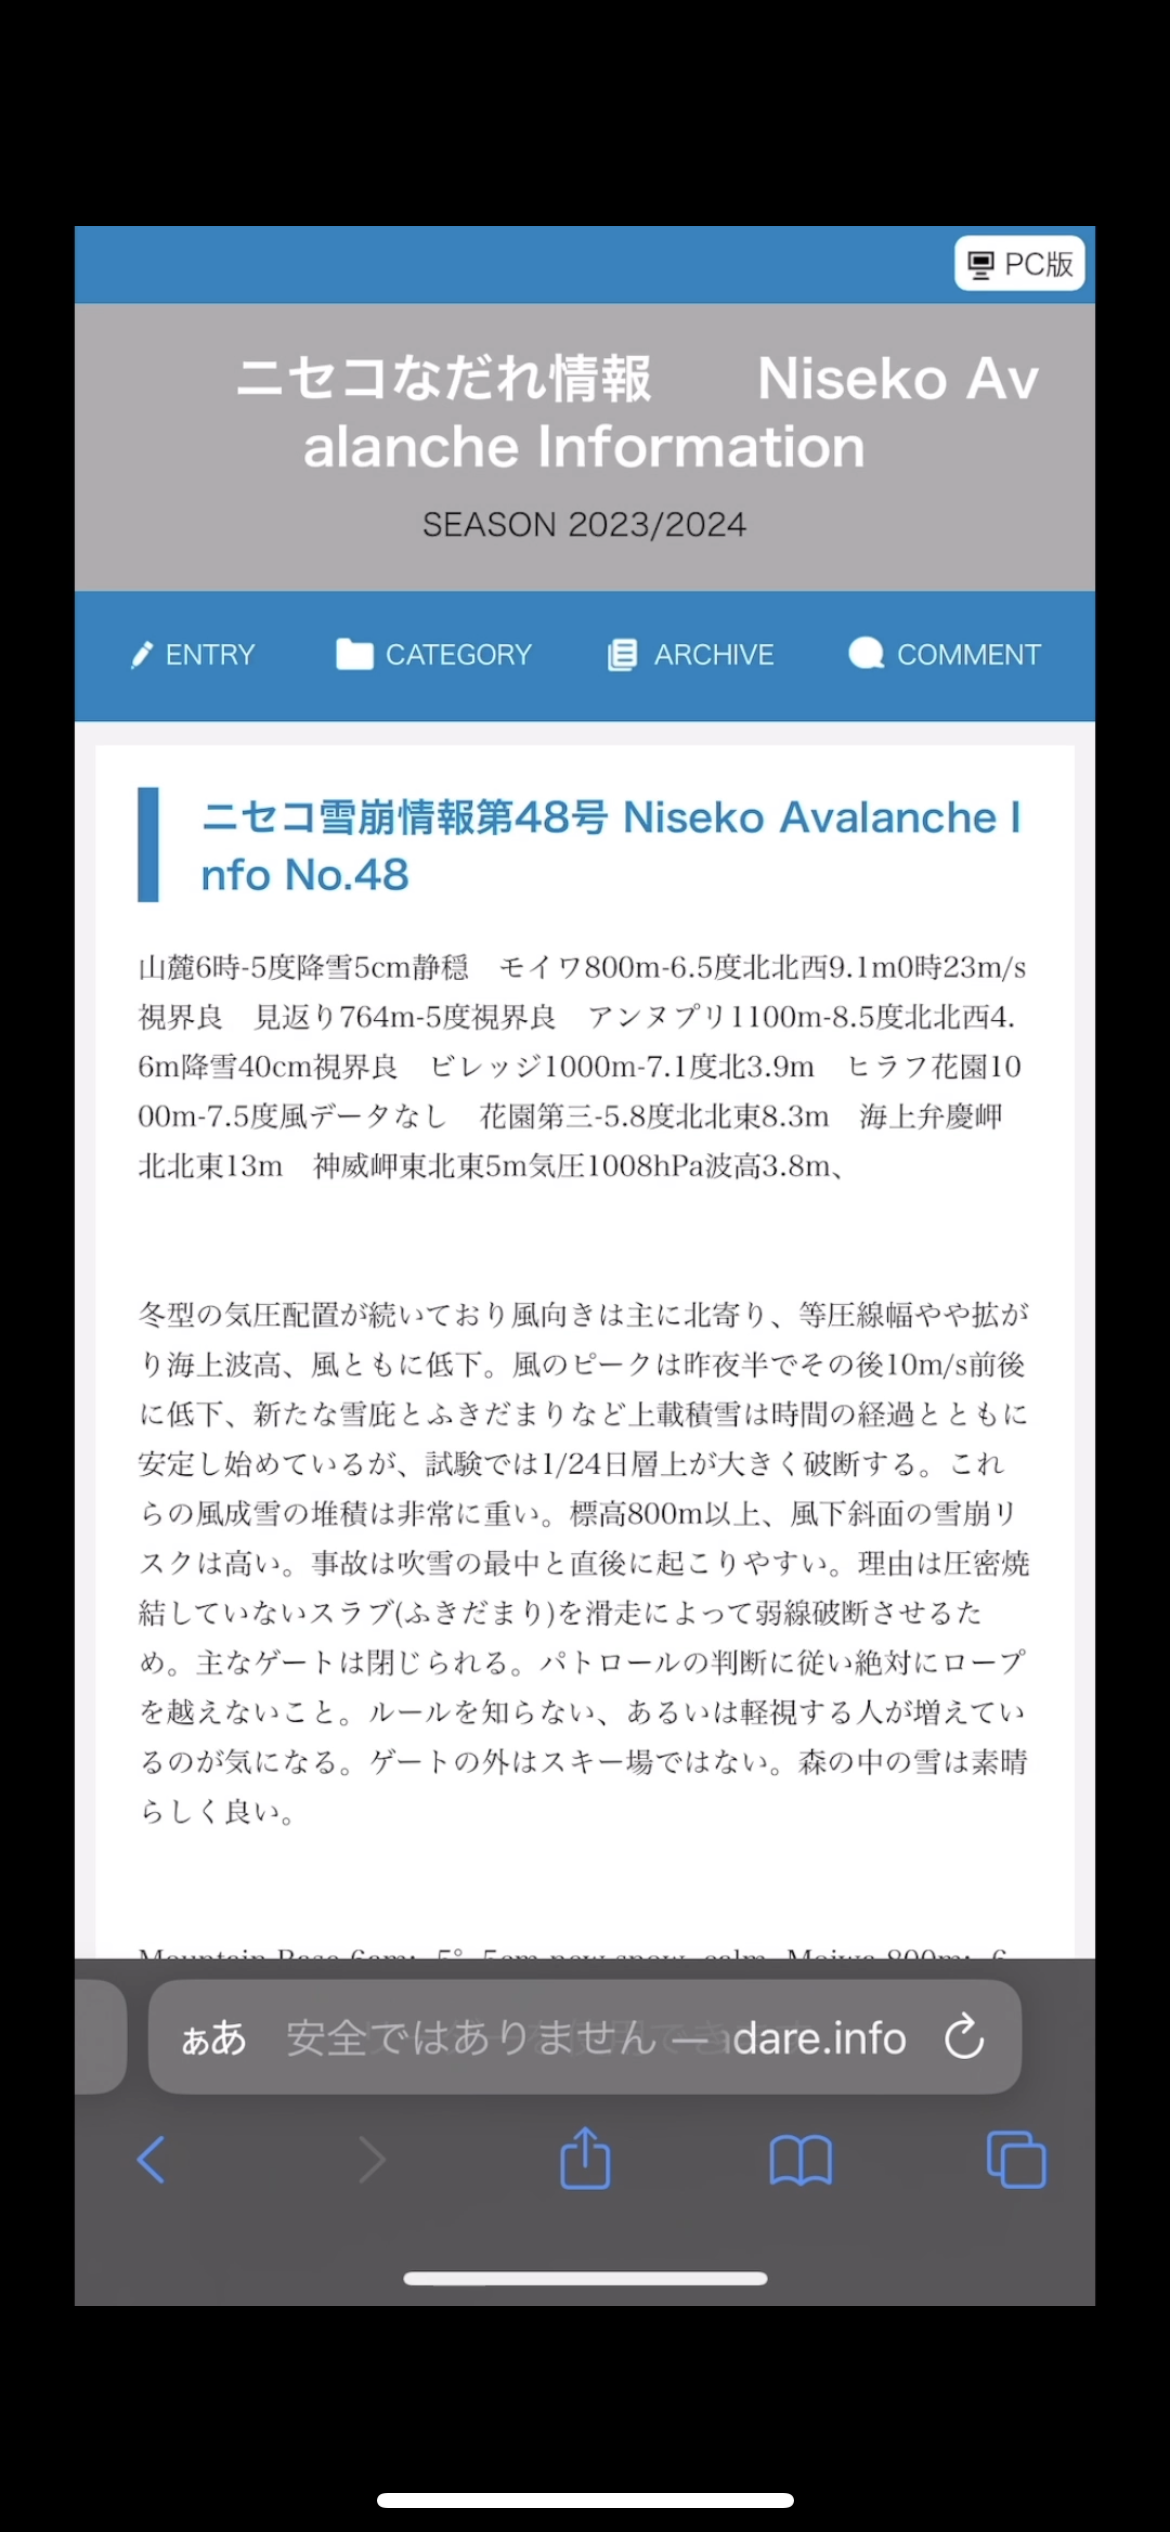 PC版
ニセコなだれ情報　　Niseko Av
alanche Information
SEASON 2023/2024
ENTRY CATEGORY ARCHIVE COMMENT
ニセコ雪崩情報第48号 Niseko Avalanche I
nfo No.48
山麓6時-5度降雪5cm静穏　モイワ800m-6.5度北北西9.1m0時23m/s
視界良　見返り764m-5度視界良　アンヌプリ1100m-8.5度北北西4.
6m降雪40cm視界良　ビレッジ1000m-7.1度北3.9m　ヒラフ花園10
00m-7.5度風データなし　花園第三-5.8度北北東8.3m　海上弁慶岬
北北東13m　神威岬東北東5m気圧1008hPa波高3.8m、
冬型の気圧配置が続いており風向きは主に北寄り、等圧線幅やや拡が
り海上波高、風ともに低下。風のピークは昨夜半でその後10m/s前後
に低下、新たな雪庇とふきだまりなど上載積雪は時間の経過とともに
安定し始めているが、試験では1/24日層上が大きく破断する。これ
らの風成雪の堆積は非常に重い。標高800m以上、風下斜面の雪崩リ
スクは高い。事故は吹雪の最中と直後に起こりやすい。理由は圧密焼
結していないスラブ(ふきだまり)を滑走によって弱線破断させるた
め。主なゲートは閉じられる。パトロールの判断に従い絶対にロープ
を越えないこと。ルールを知らない、あるいは軽視する人が増えてい
るのが気になる。ゲートの外はスキー場ではない。森の中の雪は素晴
らしく良い。
Mountain Base 6am: -5°, 5cm new snow, calm. Moiwa 800m: -6
ぁあ 安全ではありません — dare.info